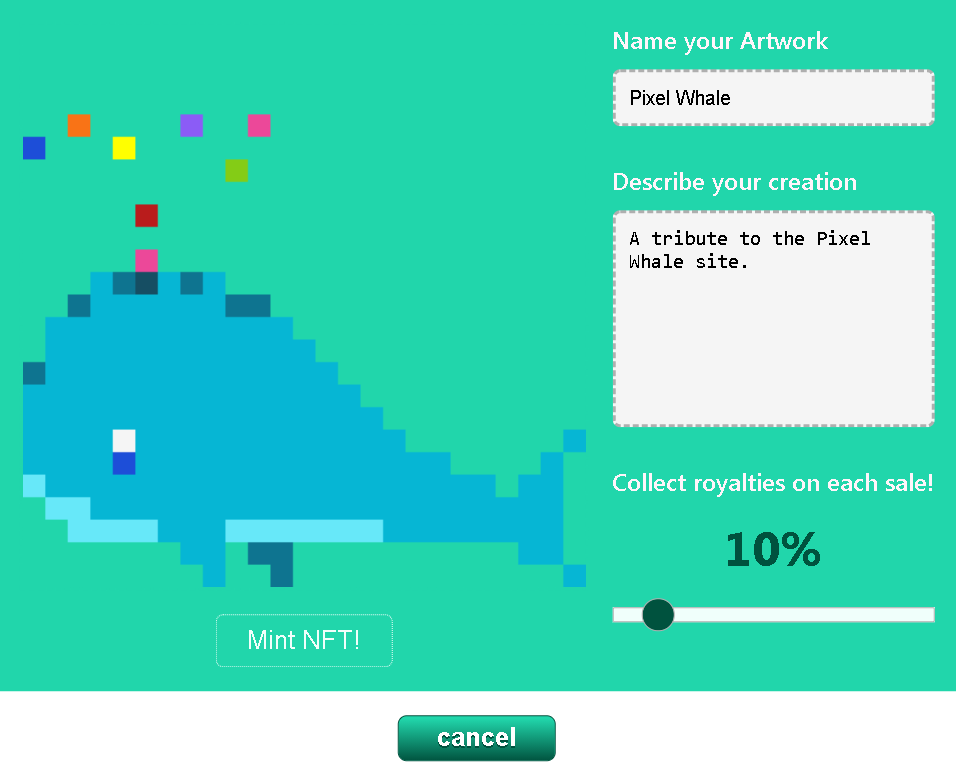 Name your Artwork
Pixel Whale
Describe your creation
A tribute to the Pixel
Whale site.
Collect royalties on each sale!
10%
Mint NFT!
cancel